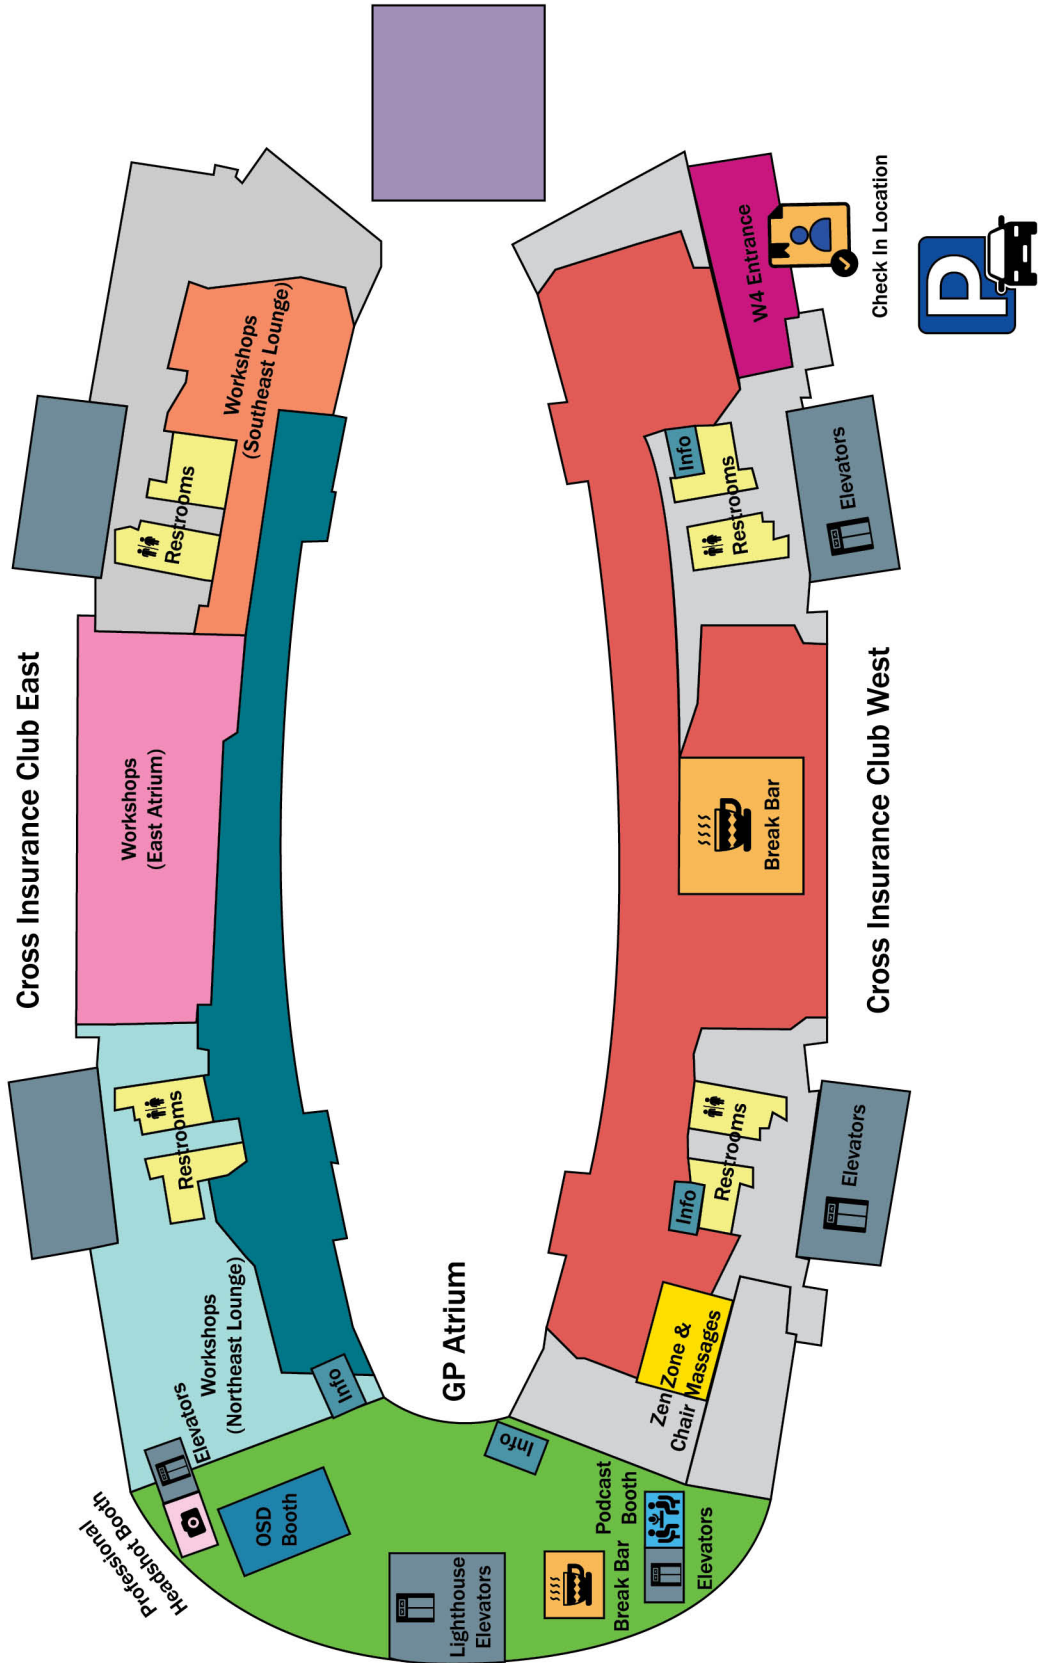 Cross Insurance Club East
Workshops
(Northeast Lounge)
Restrooms
Workshops
(East Atrium)
Restrooms
Workshops
(Southeast Lounge)
Professional
Headshot Booth
Elevators
OSD
Booth
Info
GP Atrium
Lighthouse
Elevators
Info
Break Bar
Podcast
Booth
Elevators
Zen Zone &
Chair Massages
Info
Restrooms
Elevators
Break Bar
Info
Restrooms
Elevators
W4 Entrance
Check In Location
P
Cross Insurance Club West